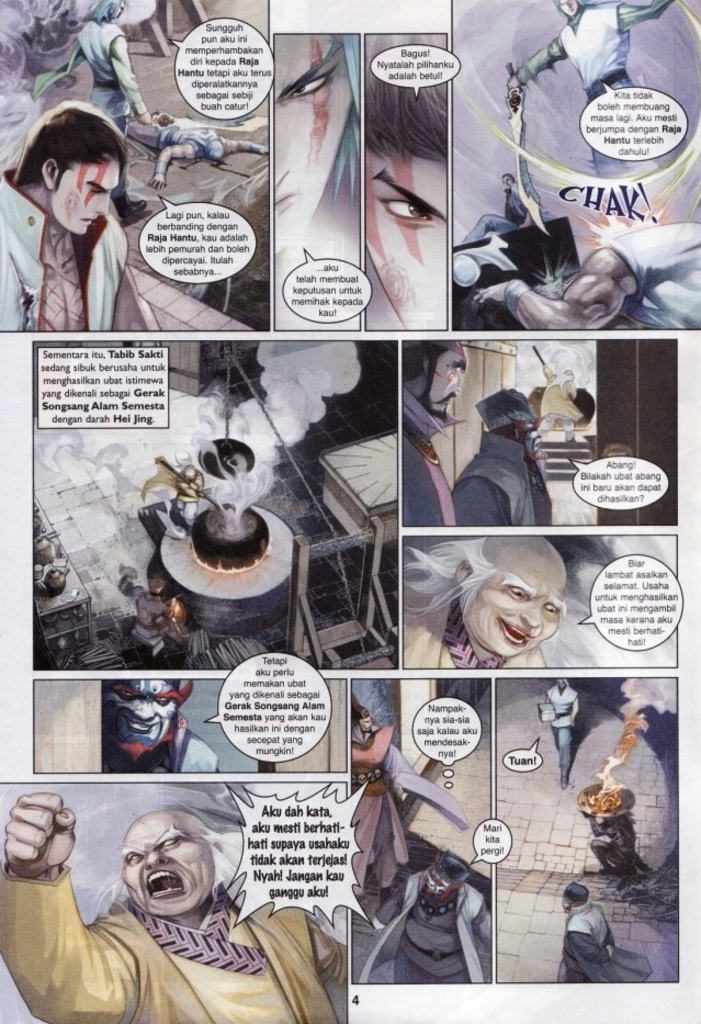 Sungguh
pun aku ini
memperhambakan
diri kepada Raja
Hantu tetapi aku terus
diperalatkannya
sebagai sebiji
buah catur!
Lagi pun, kalau
berbanding dengan
Raja Hantu, kau adalah
lebih pemurah dan boleh
dipercayai. Itulah
sebabnya...
...aku
telah membuat
keputusan untuk
memihak kepada
kau!
Bagus!
Nyatalah pilihanku
adalah betul!
Kita tidak
boleh membuang
masa lagi. Aku mesti
berjumpa dengan Raja
Hantu terlebih
dahulu!
CHAK!
Sementara itu, Tabib Sakti
sedang sibuk berusaha untuk
menghasilkan ubat istimewa
yang dikenali sebagai Gerak
Songsang Alam Semesta
dengan darah Hei Jing.
Abang!
Bilakah ubat abang
ini baru akan dapat
dihasilkan?
Biar
lambat asalkan
selamat. Usaha
untuk menghasilkan
ubat ini mengambil
masa kerana aku
mesti berhati-
hati!
Tetapi
aku perlu
memakan ubat
yang dikenali sebagai
Gerak Songsang Alam
Semesta yang akan kau
hasilkan ini dengan
secepat yang
mungkin!
Aku dah kata,
aku mesti berhati-
hati supaya usahaku
tidak akan terjejas!
Nyah! Jangan kau
ganggu aku!
Nampak-
nya sia-sia
saja kalau aku
mendesak-
nya!
Mari
kita
pergi!
Tuan!
4